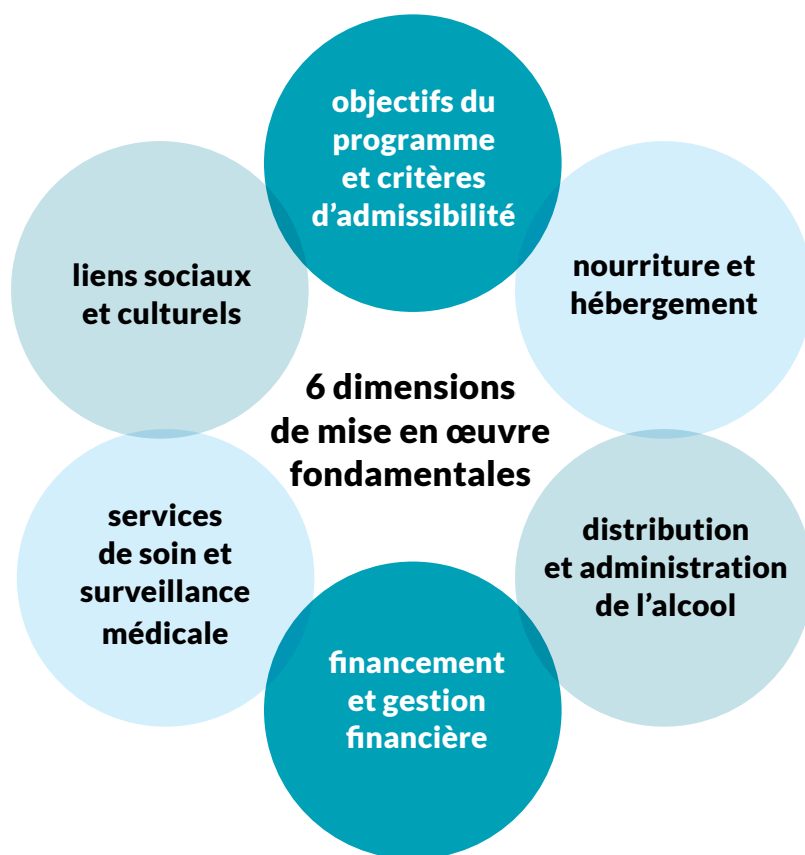 objectifs du
programme
et critères
d'admissibilité
nourriture et
hébergement
distribution
et administration
de l'alcool
financement
et gestion
financière
services
de soin et
surveillance
médicale
liens sociaux
et culturels
6 dimensions
de mise en œuvre
fondamentales